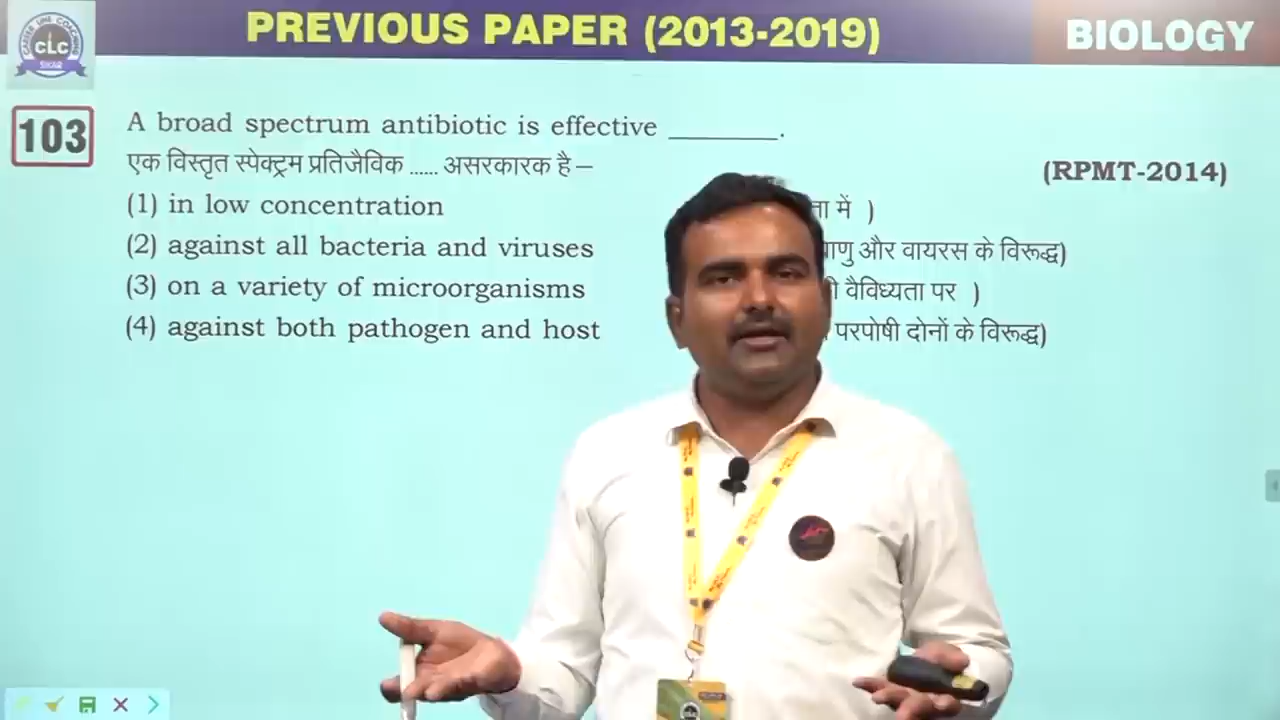 PREVIOUS PAPER (2013-2019)
BIOLOGY
CLC
SIKAR
103
A broad spectrum antibiotic is effective ________.
एक विस्तृत स्पेक्ट्रम प्रतिजैविक ...... असरकारक है –
(RPMT-2014)
(1) in low concentration
में )
(2) against all bacteria and viruses
और वायरस के विरूद्ध)
(3) on a variety of microorganisms
वैविध्यता पर )
(4) against both pathogen and host
परपोषी दोनों के विरूद्ध)